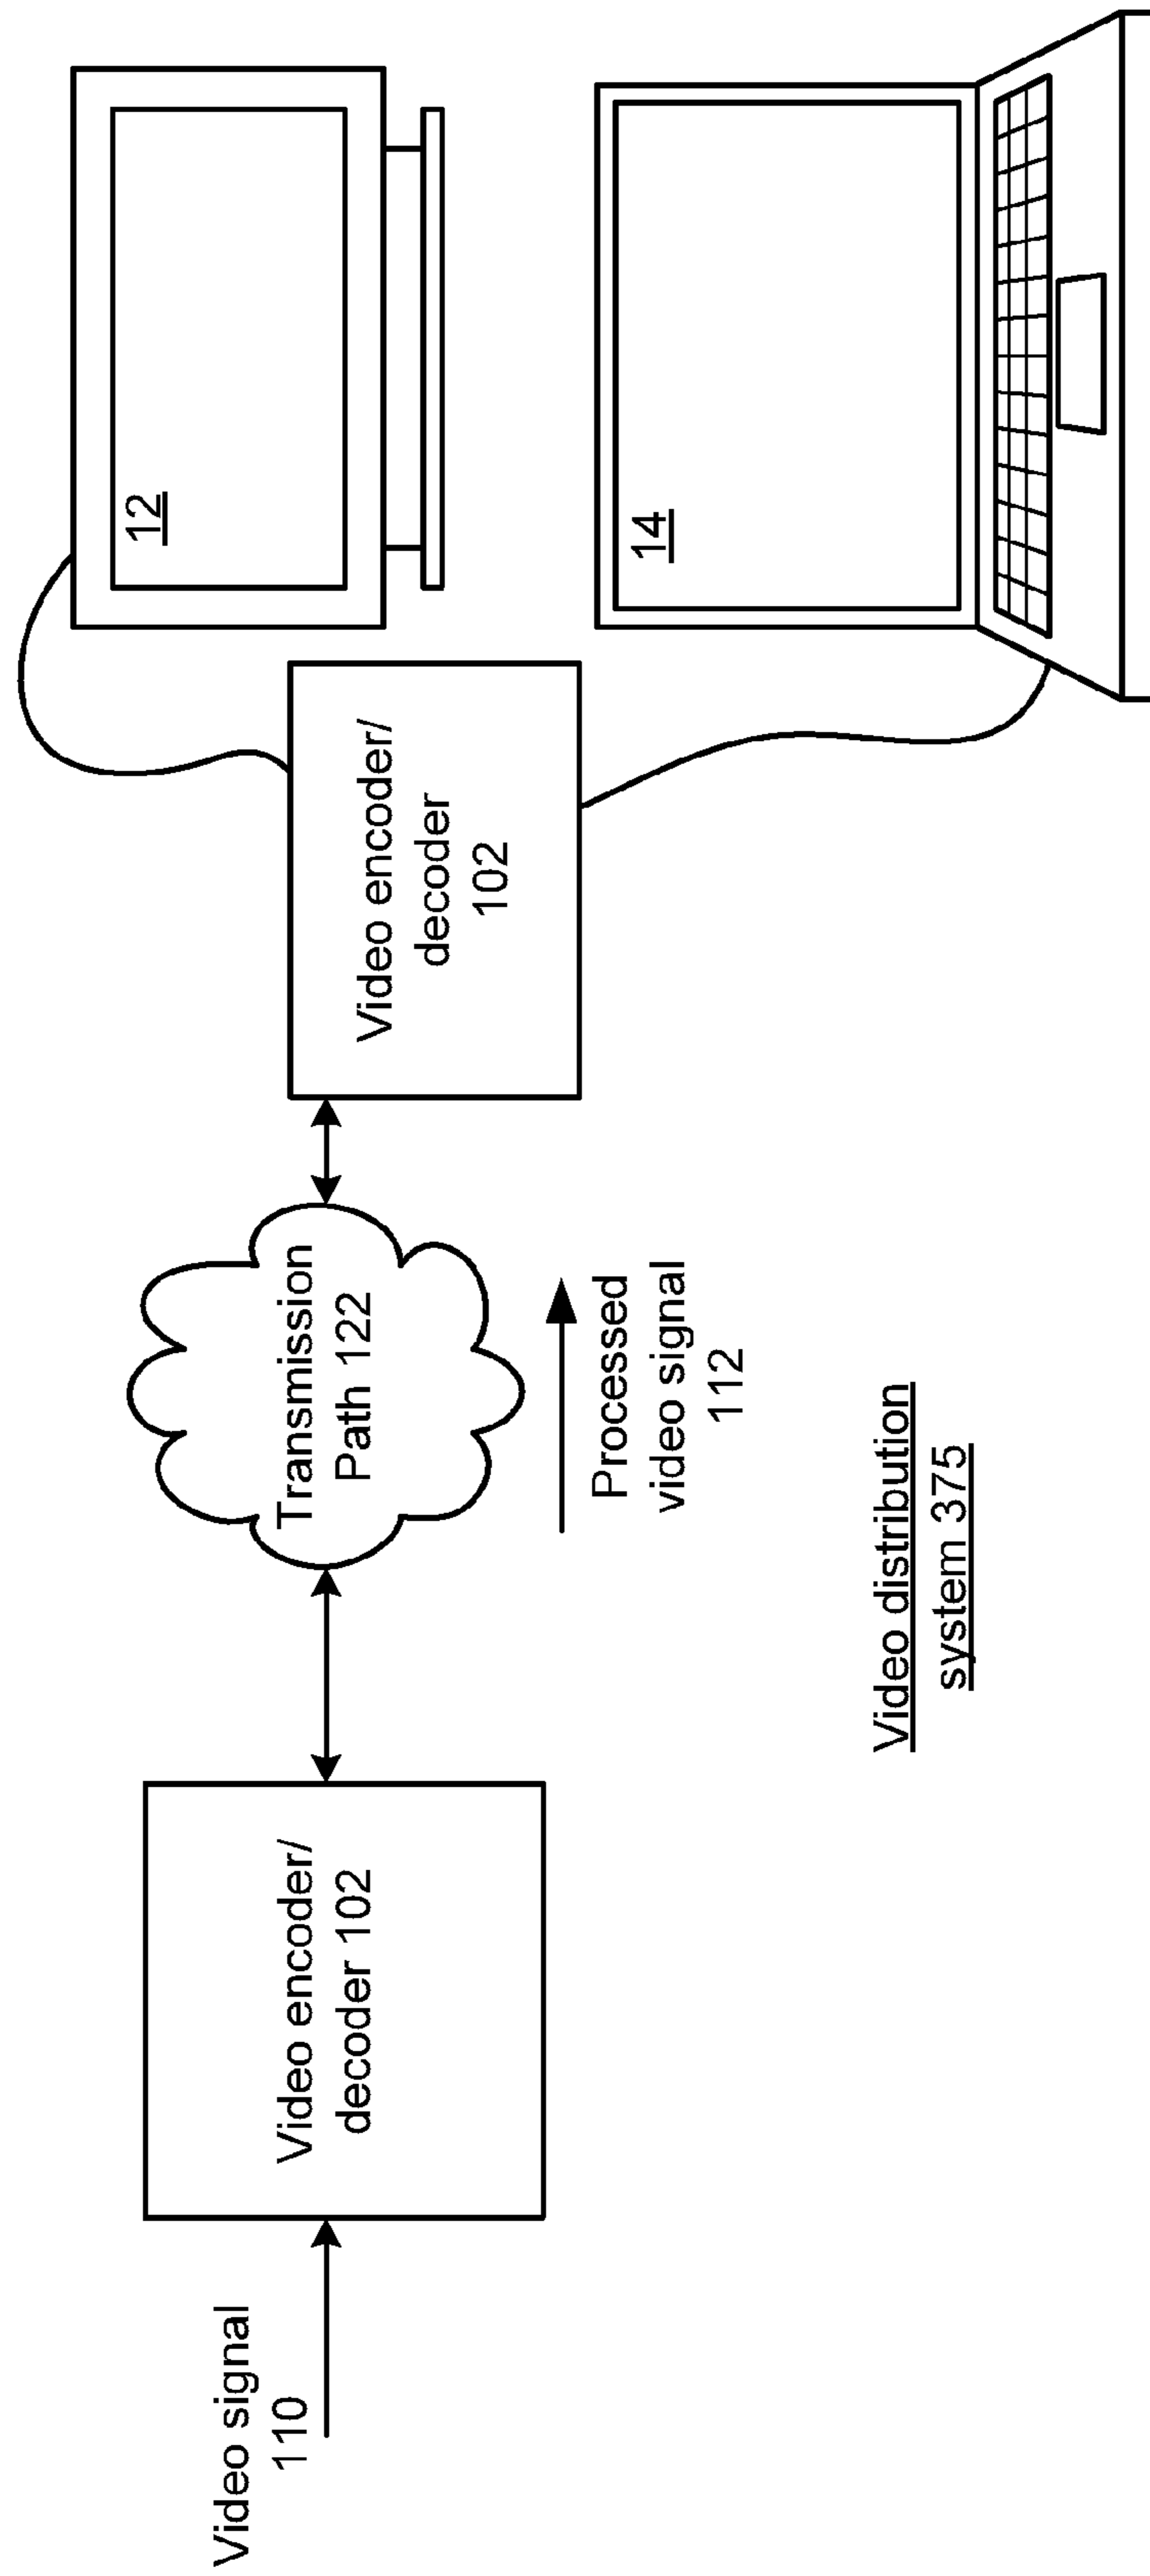 Video signal
110
Video encoder/
decoder 102
Transmission
Path 122
Processed
video signal
112
Video encoder/
decoder
102
12
14
Video distribution
system 375